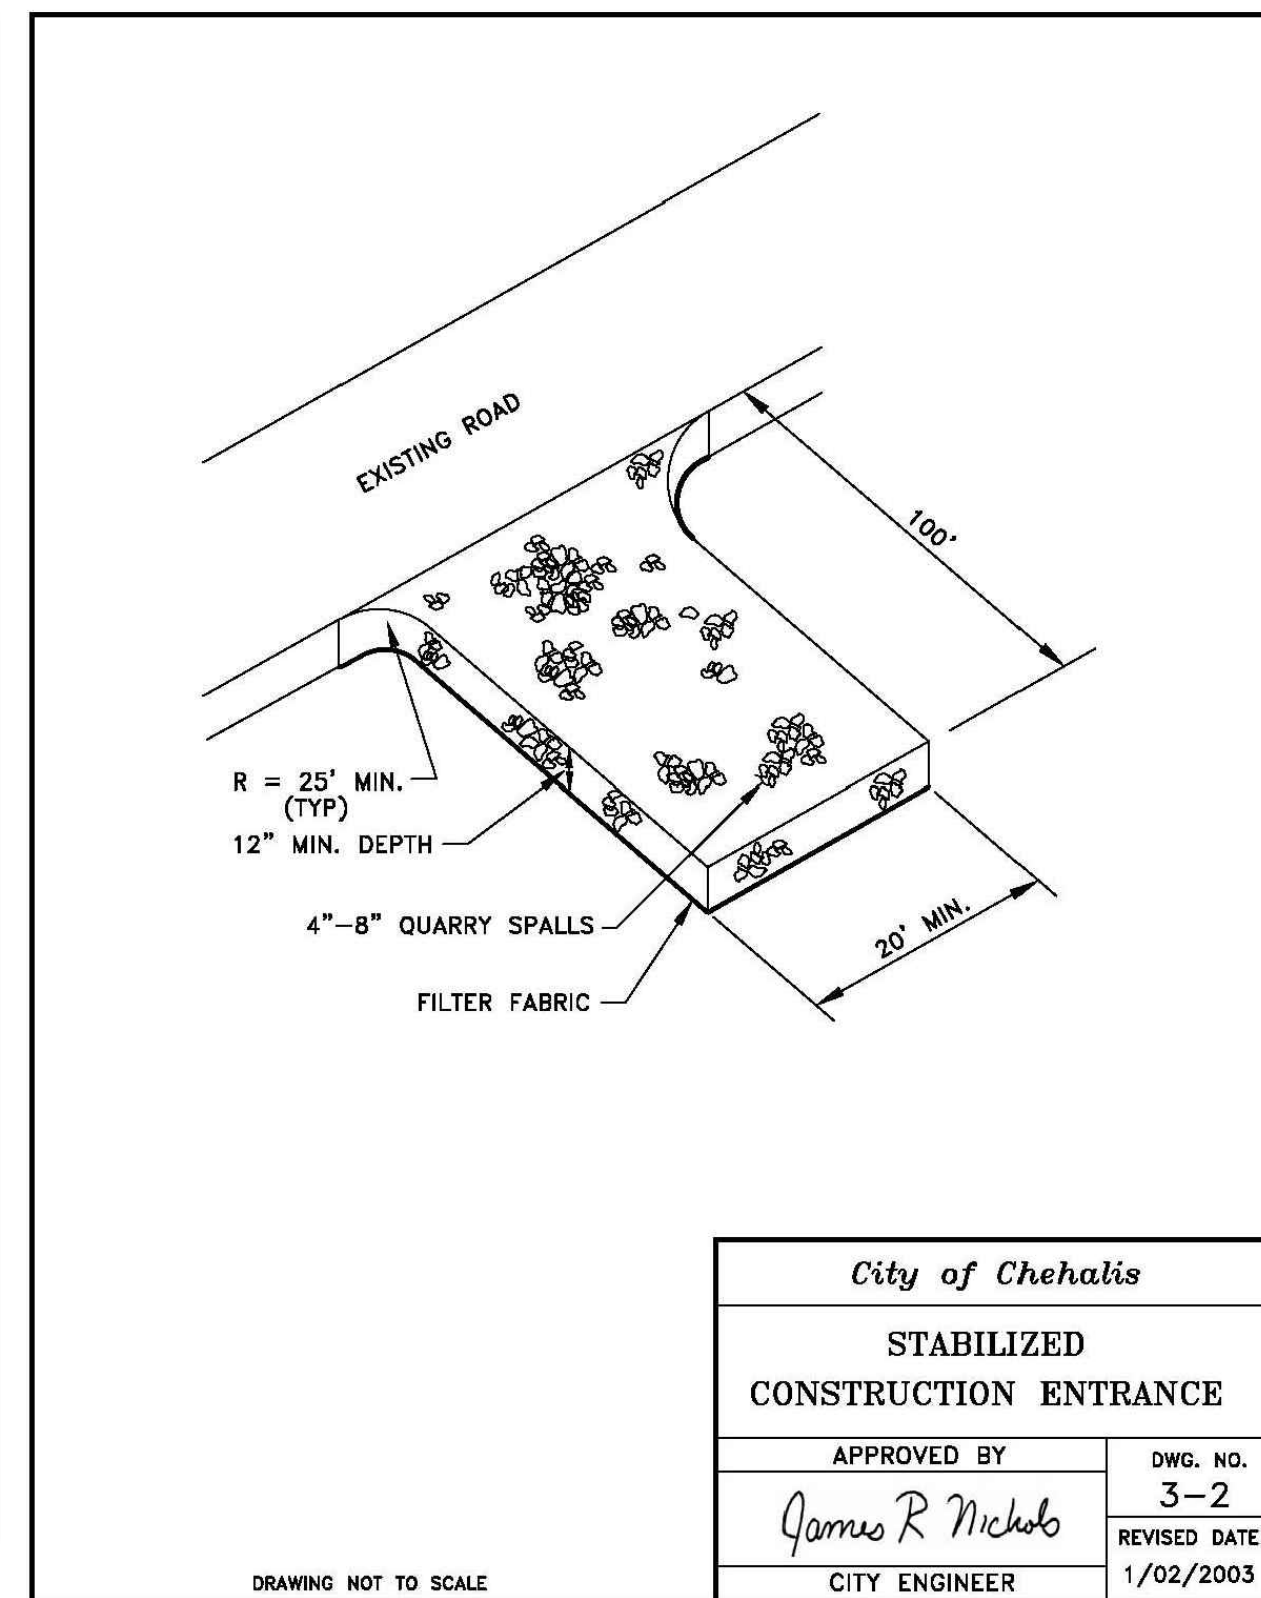 EXISTING ROAD
100'
R = 25' MIN.
(TYP)
12" MIN. DEPTH
4"-8" QUARRY SPALLS
20' MIN.
FILTER FABRIC
City of Chehalis
STABILIZED
CONSTRUCTION ENTRANCE
APPROVED BY
DWG. NO.
3-2
James R Nichols
REVISED DATE
1/02/2003
CITY ENGINEER
DRAWING NOT TO SCALE